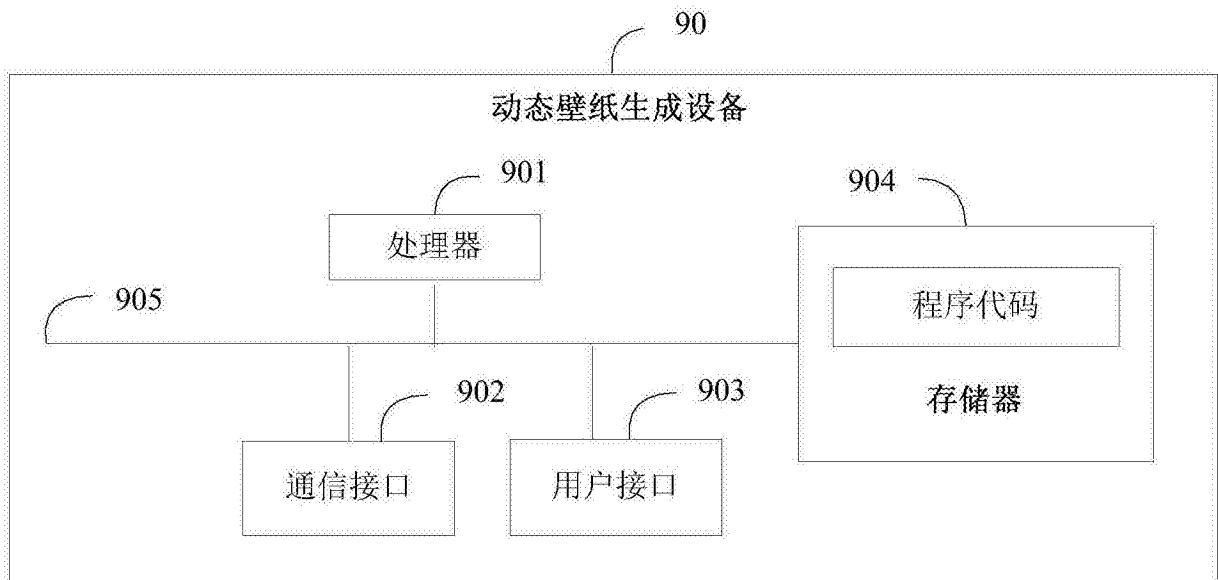 90
动态壁纸生成设备
901
904
处理器
程序代码
905
902
903
存储器
通信接口
用户接口